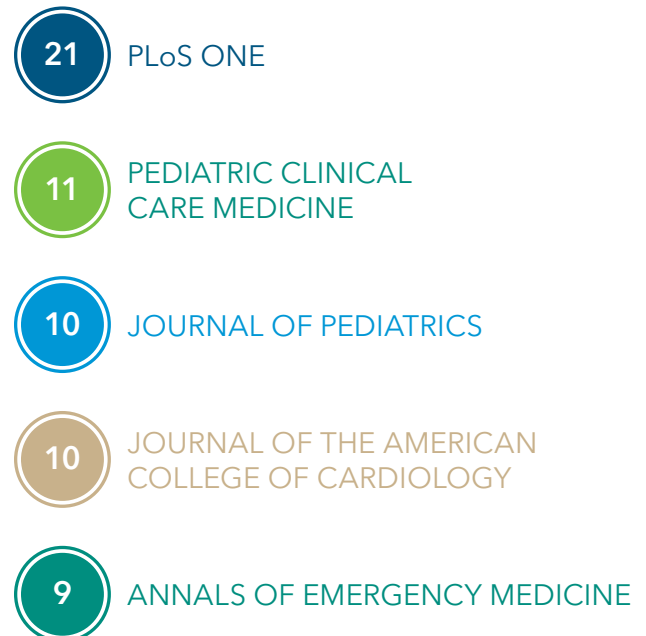 21
PLoS ONE
11
PEDIATRIC CLINICAL
CARE MEDICINE
10
JOURNAL OF PEDIATRICS
10
JOURNAL OF THE AMERICAN
COLLEGE OF CARDIOLOGY
9
ANNALS OF EMERGENCY MEDICINE